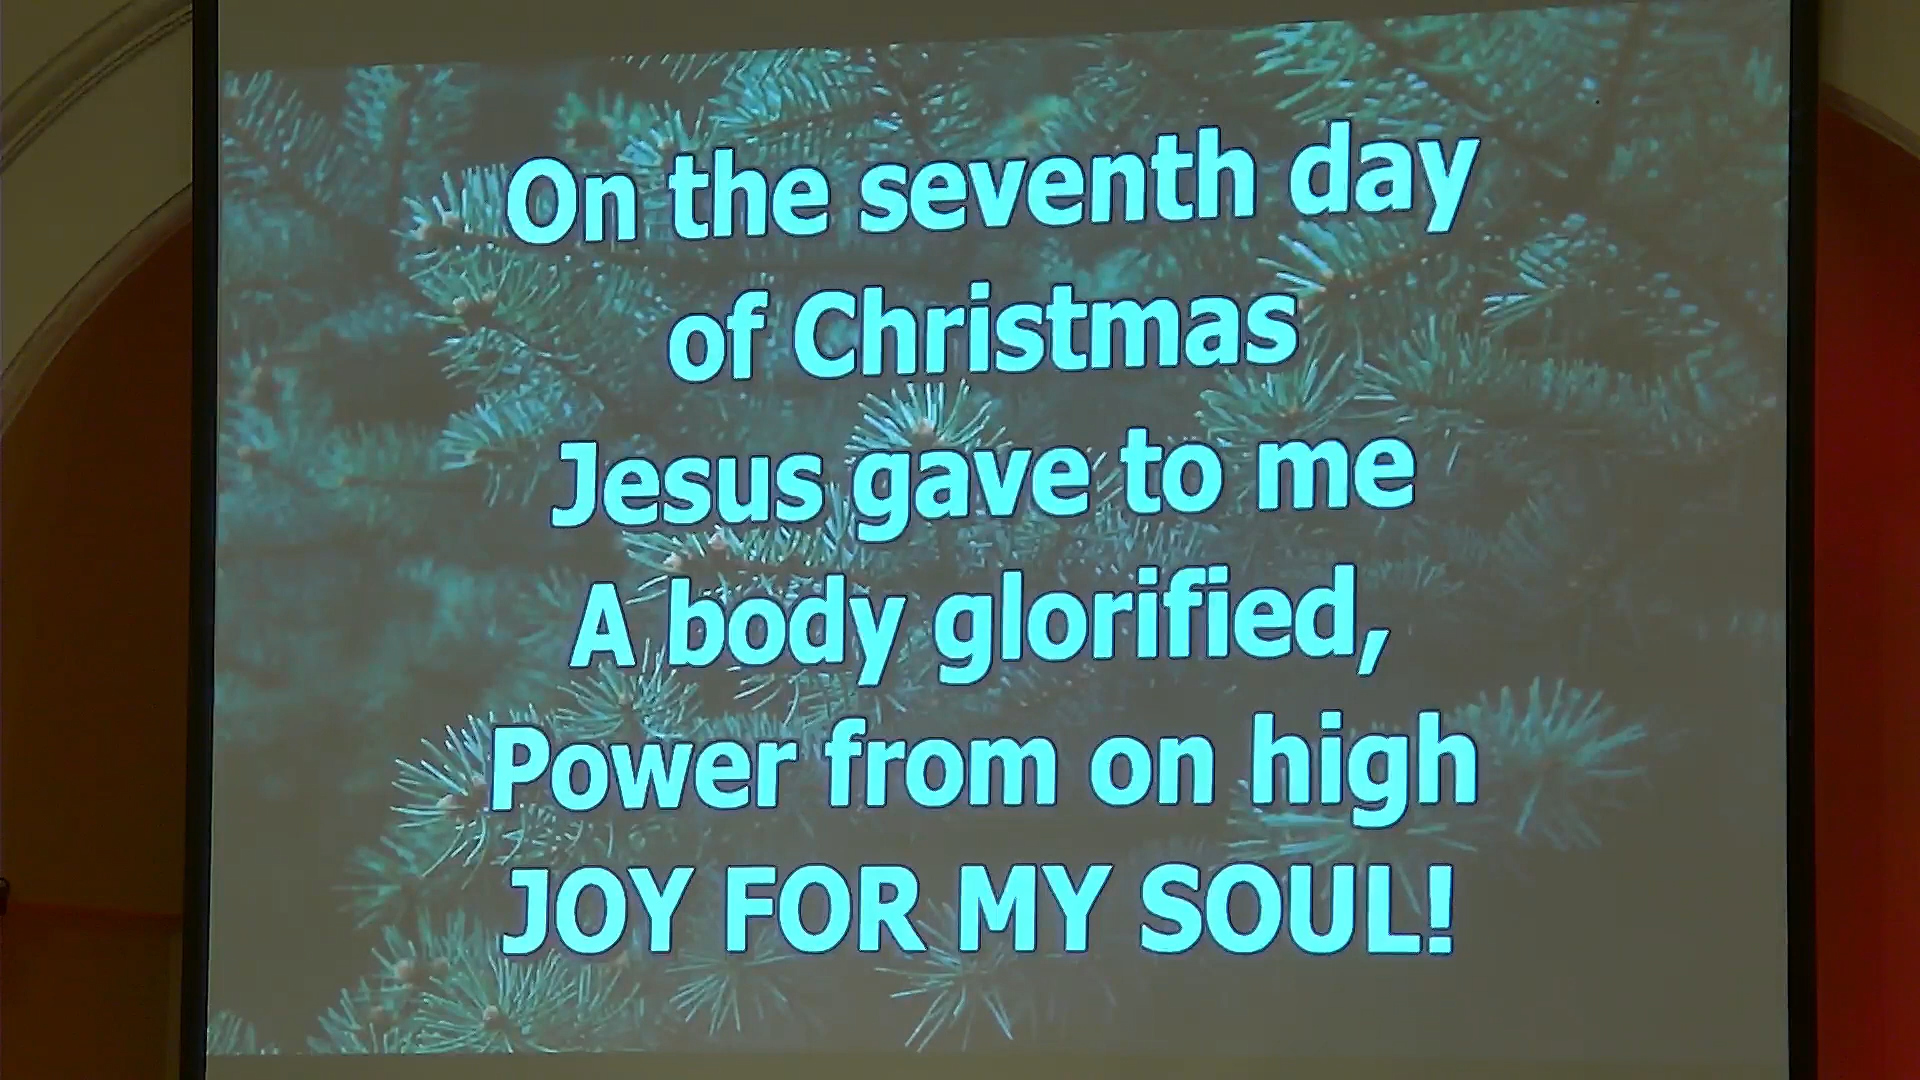 On the seventh day
of Christmas
Jesus gave to me
A body glorified,
Power from on high
JOY FOR MY SOUL!